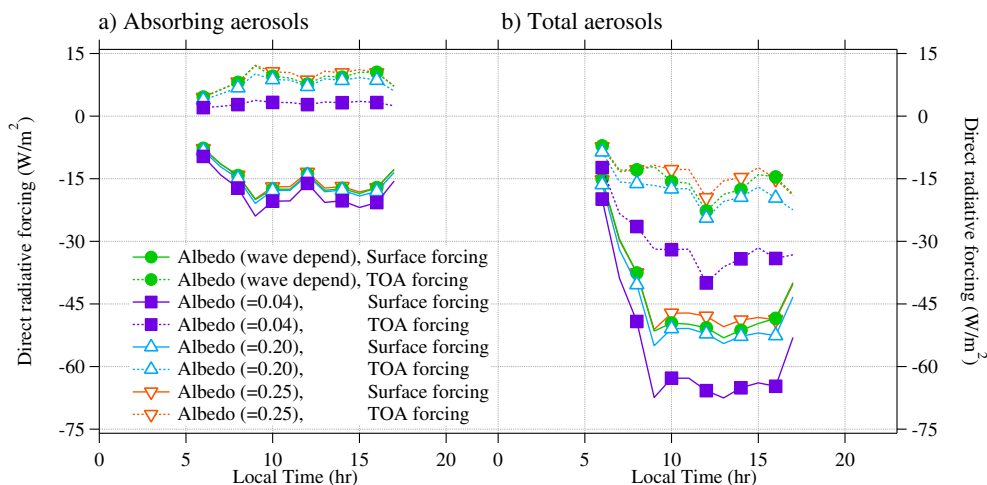 a) Absorbing aerosols
b) Total aerosols
15
0
-15
-30
-45
-60
-75
Direct radiative forcing (W/m²)
Albedo (wave depend), Surface forcing
Albedo (wave depend), TOA forcing
Albedo (=0.04), Surface forcing
Albedo (=0.04), TOA forcing
Albedo (=0.20), Surface forcing
Albedo (=0.20), TOA forcing
Albedo (=0.25), Surface forcing
Albedo (=0.25), TOA forcing
15
0
-15
-30
-45
-60
-75
Direct radiative forcing (W/m²)
0 5 10 15 20 0 5 10 15 20
Local Time (hr) Local Time (hr)